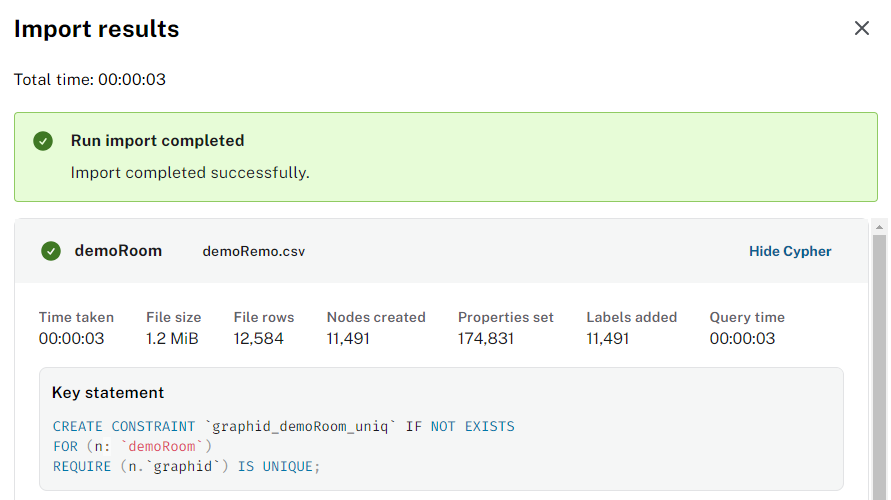 Import results
Total time: 00:00:03
Run import completed
Import completed successfully.
demoRoom demoRemo.csv Hide Cypher
Time taken File size File rows Nodes created Properties set Labels added Query time
00:00:03 1.2 MiB 12,584 11,491 174,831 11,491 00:00:03
Key statement
CREATE CONSTRAINT `graphid_demoRoom_uniq` IF NOT EXISTS
FOR (n: `demoRoom`)
REQUIRE (n.`graphid`) IS UNIQUE;